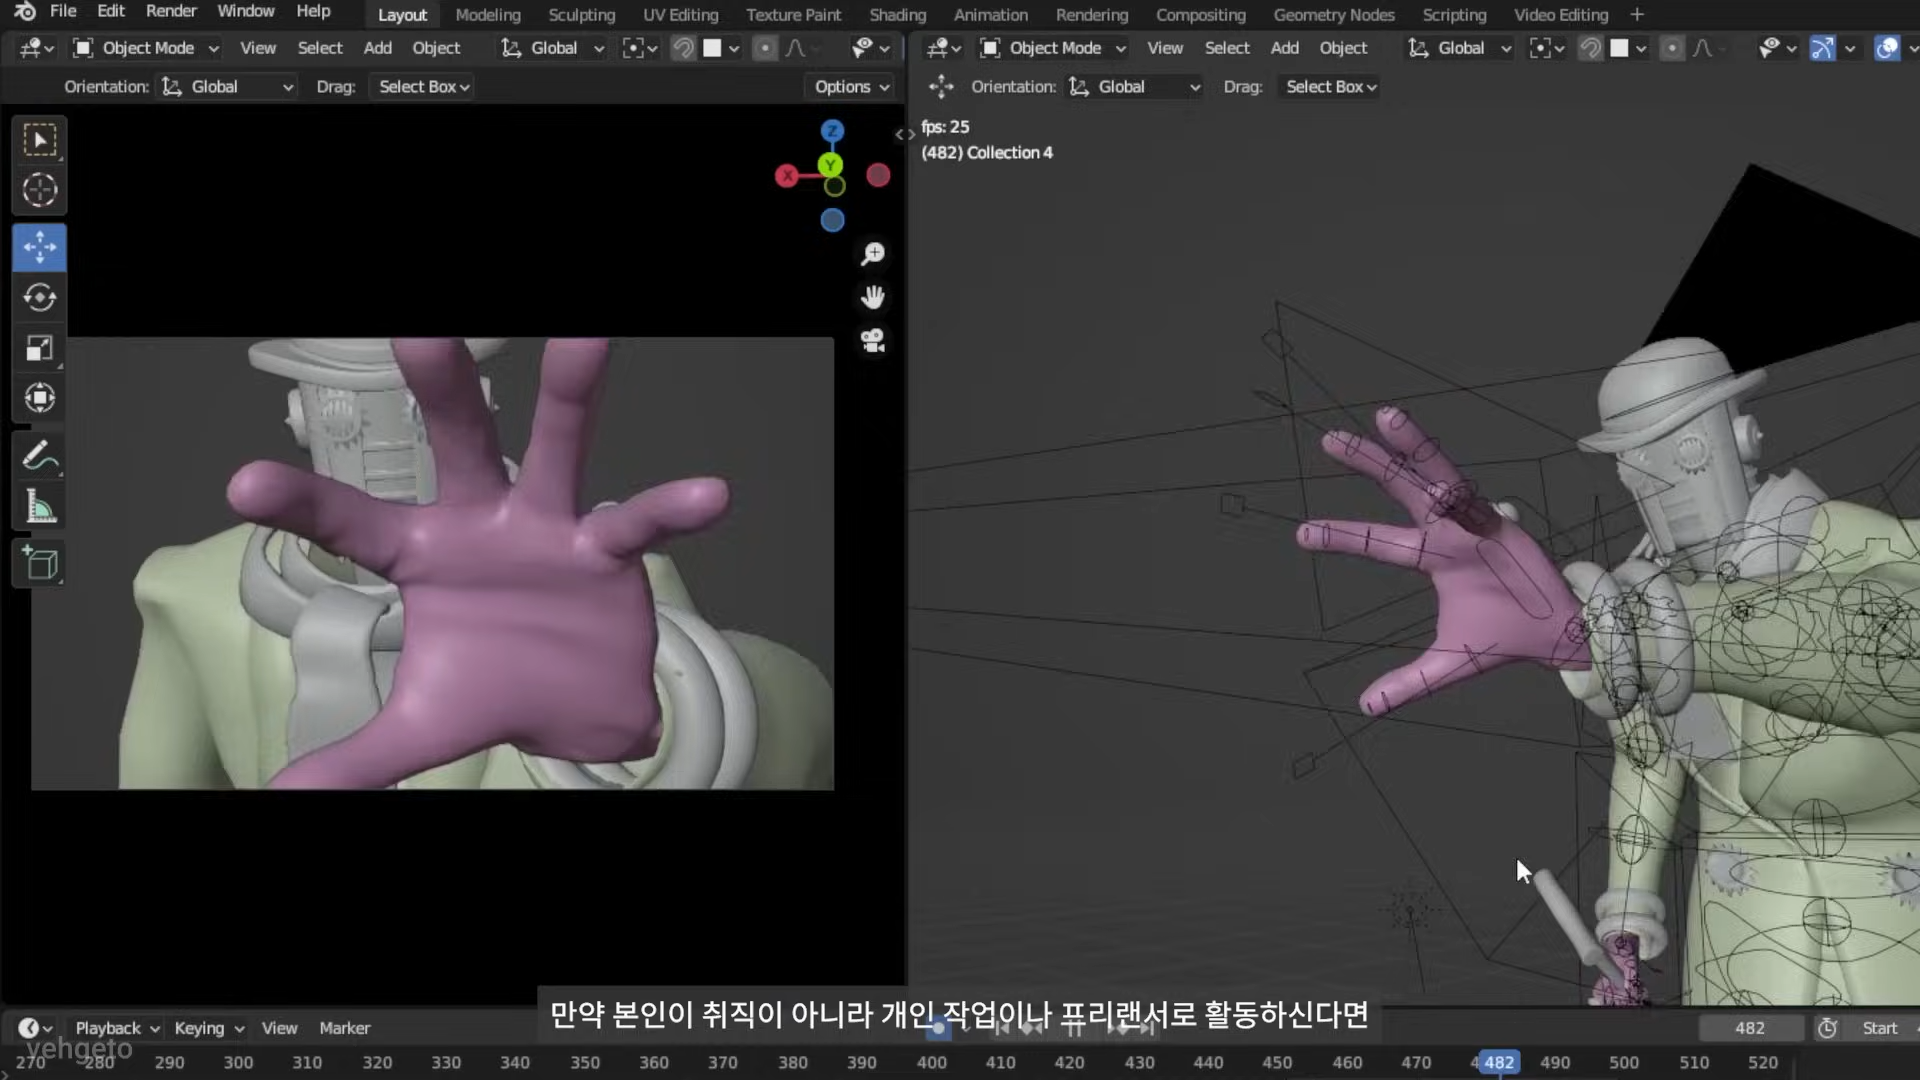 File Edit Render Window Help Layout Modeling Sculpting UV Editing Texture Paint Shading Animation Rendering Compositing Geometry Nodes Scripting Video Editing +
Object Mode View Select Add Object Global
Orientation: Global Drag: Select Box Options
Z
Y
X
Object Mode View Select Add Object Global
Orientation: Global Drag: Select Box
fps: 25
(482) Collection 4
만약 본인이 취직이 아니라 개인 작업이나 프리랜서로 활동하신다면
Playback Keying View Marker 482 Start
vehgeto
270 280 290 300 310 320 330 340 350 360 370 380 390 400 410 420 430 440 450 460 470 482 490 500 510 520